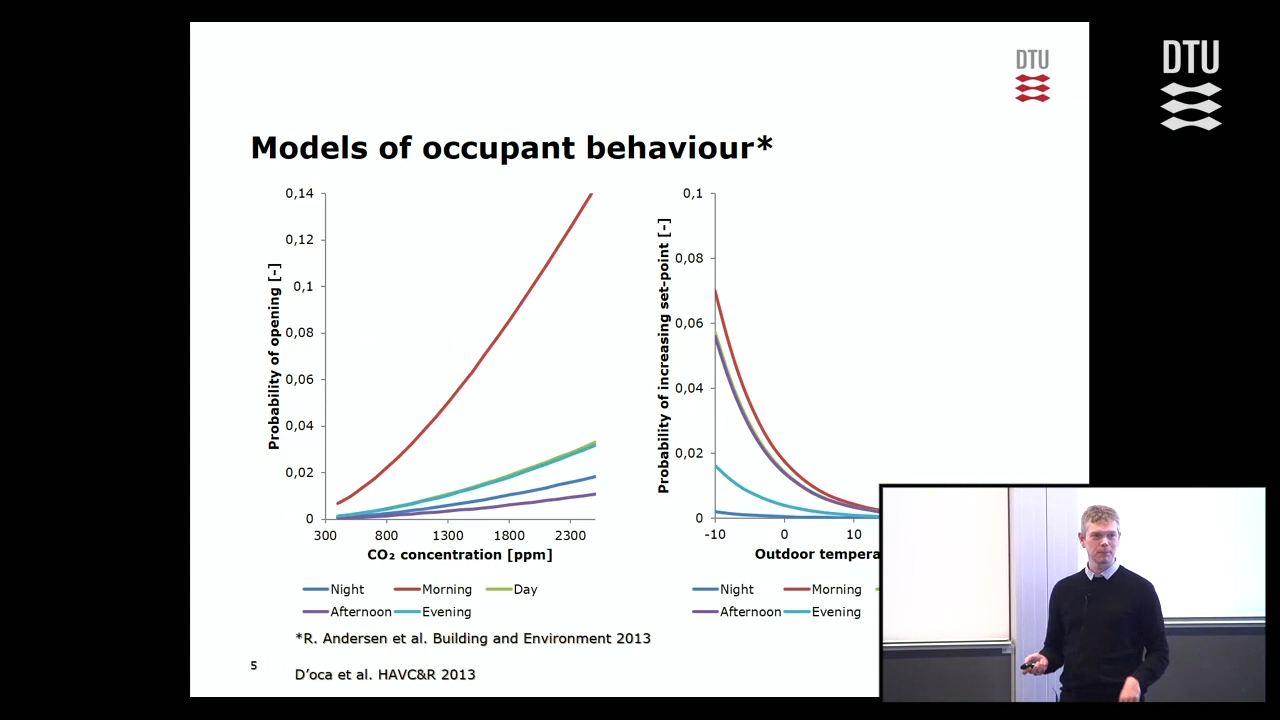 DTU
DTU
Models of occupant behaviour*
0,14
0,12
0,1
0,08
0,06
0,04
0,02
0
Probability of opening [-]
300 800 1300 1800 2300
CO₂ concentration [ppm]
Night Morning Day
Afternoon Evening
0,1
0,08
0,06
0,04
0,02
0
Probability of increasing set-point [-]
-10 0 10
Outdoor tempera
Night Morning
Afternoon Evening
*R. Andersen et al. Building and Environment 2013
5
D'oca et al. HAVC&R 2013